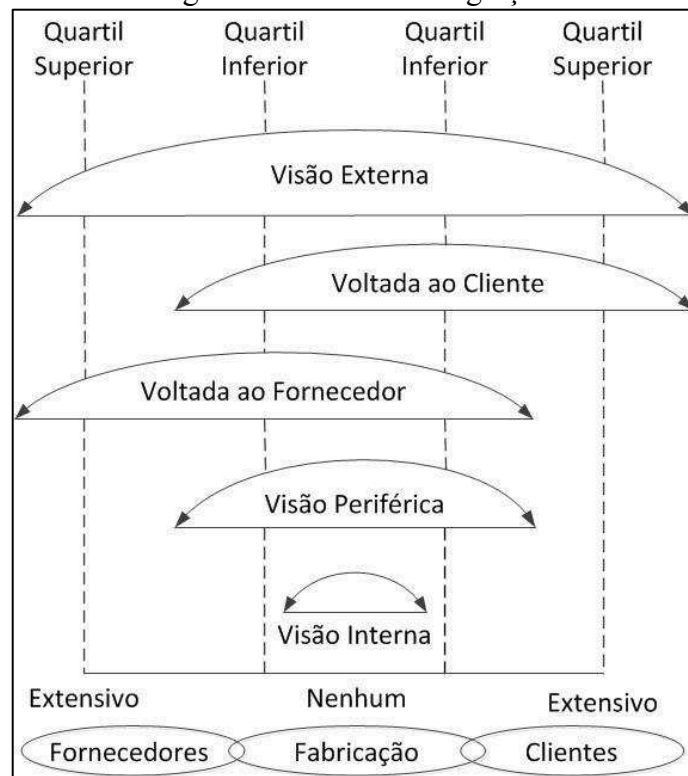 Quartil Quartil Quartil Quartil
Superior Inferior Inferior Superior
Visão Externa
Voltada ao Cliente
Voltada ao Fornecedor
Visão Periférica
Visão Interna
Extensivo Nenhum Extensivo
Fornecedores Fabricação Clientes